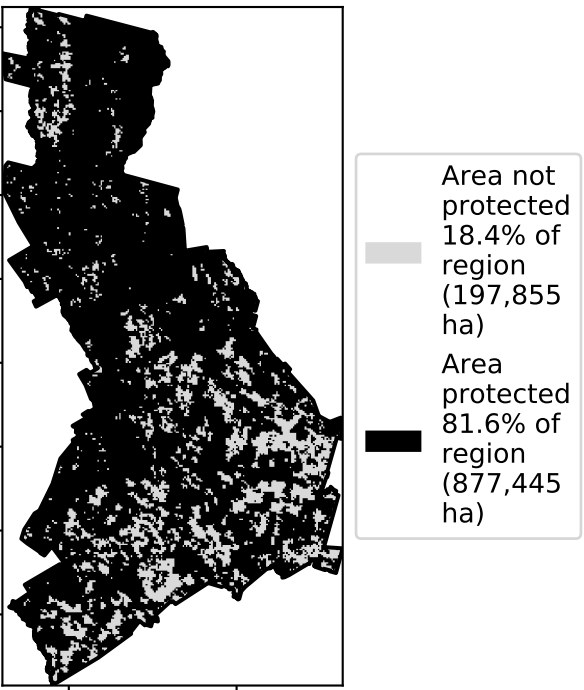 Area not
protected
18.4% of
region
(197,855
ha)
Area
protected
81.6% of
region
(877,445
ha)